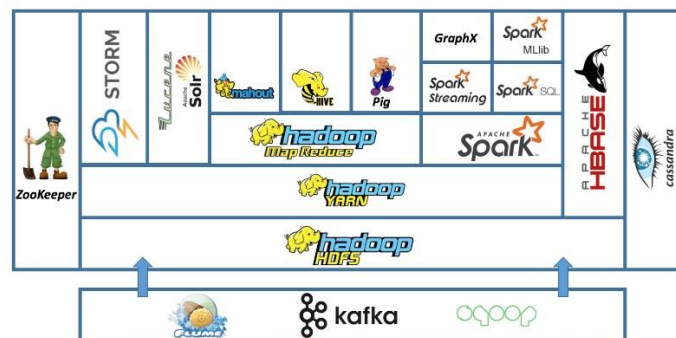 ZooKeeper
STORM
Lucene
Apache
Solr
mahout
HIVE
Pig
GraphX
Spark
MLlib
Spark
Streaming
Spark SQL
hadoop
Map Reduce
APACHE
Spark
TM
hadoop
YARN
hadoop
HDFS
APACHE
HBASE
cassandra
flume
kafka
sqoop